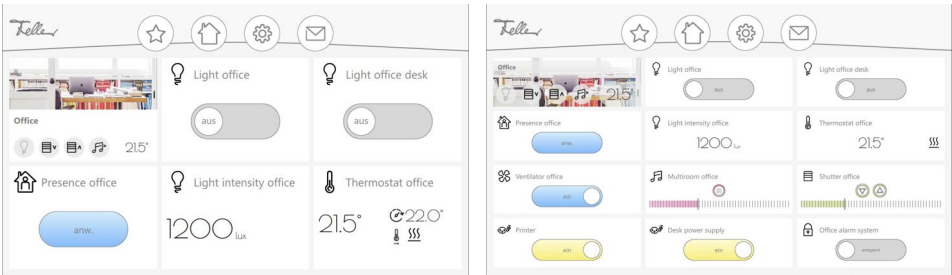 Feller
Light office
Light office desk
aus
aus
Office
21.5°
Presence office
Light intensity office
Thermostat office
anw.
1200 lux
21.5°
22.0°
Feller
Office
21.5°
Light office
Light office desk
aus
aus
Presence office
Light intensity office
Thermostat office
anw.
1200 lux
21.5°
Ventilator office
Multiroom office
Shutter office
ein
Printer
Desk power supply
Office alarm system
ein
ein
entsperrt